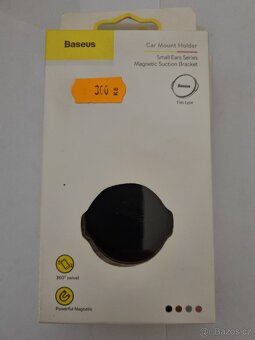 Baseus
Car Mount Holder
Small Ears Series
Magnetic Suction Bracket
300 Kč
Baseus
Flat type
360° swivel
Powerful Magnetic
Bazoš.cz